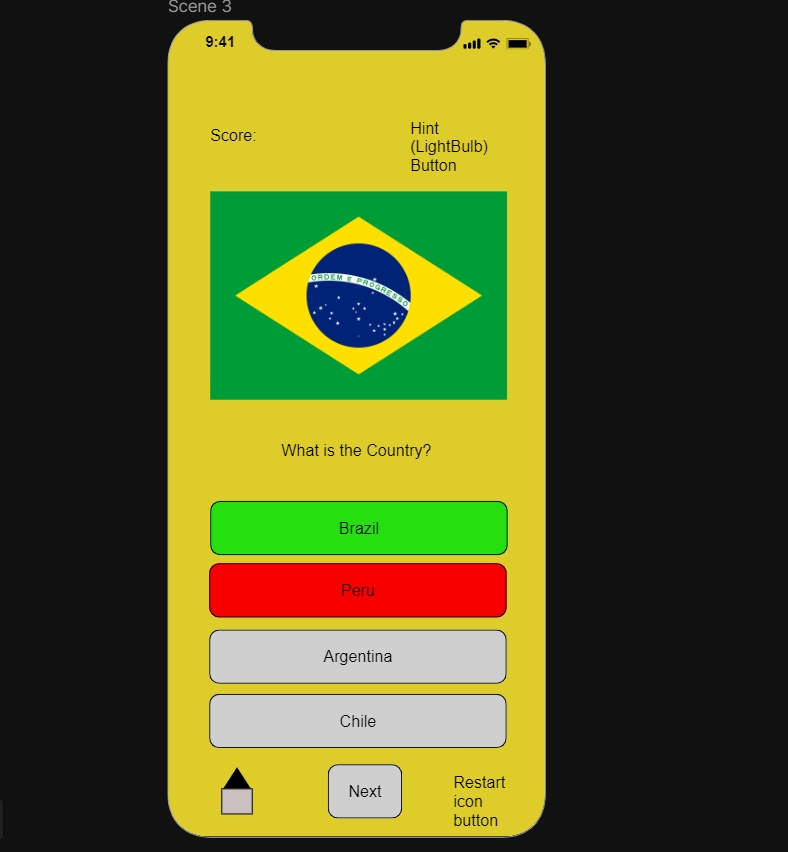 Scene 3
9:41
Score:
Hint
(LightBulb)
Button
ORDEM E PROGRESSO
What is the Country?
Brazil
Peru
Argentina
Chile
Next
Restart
icon
button